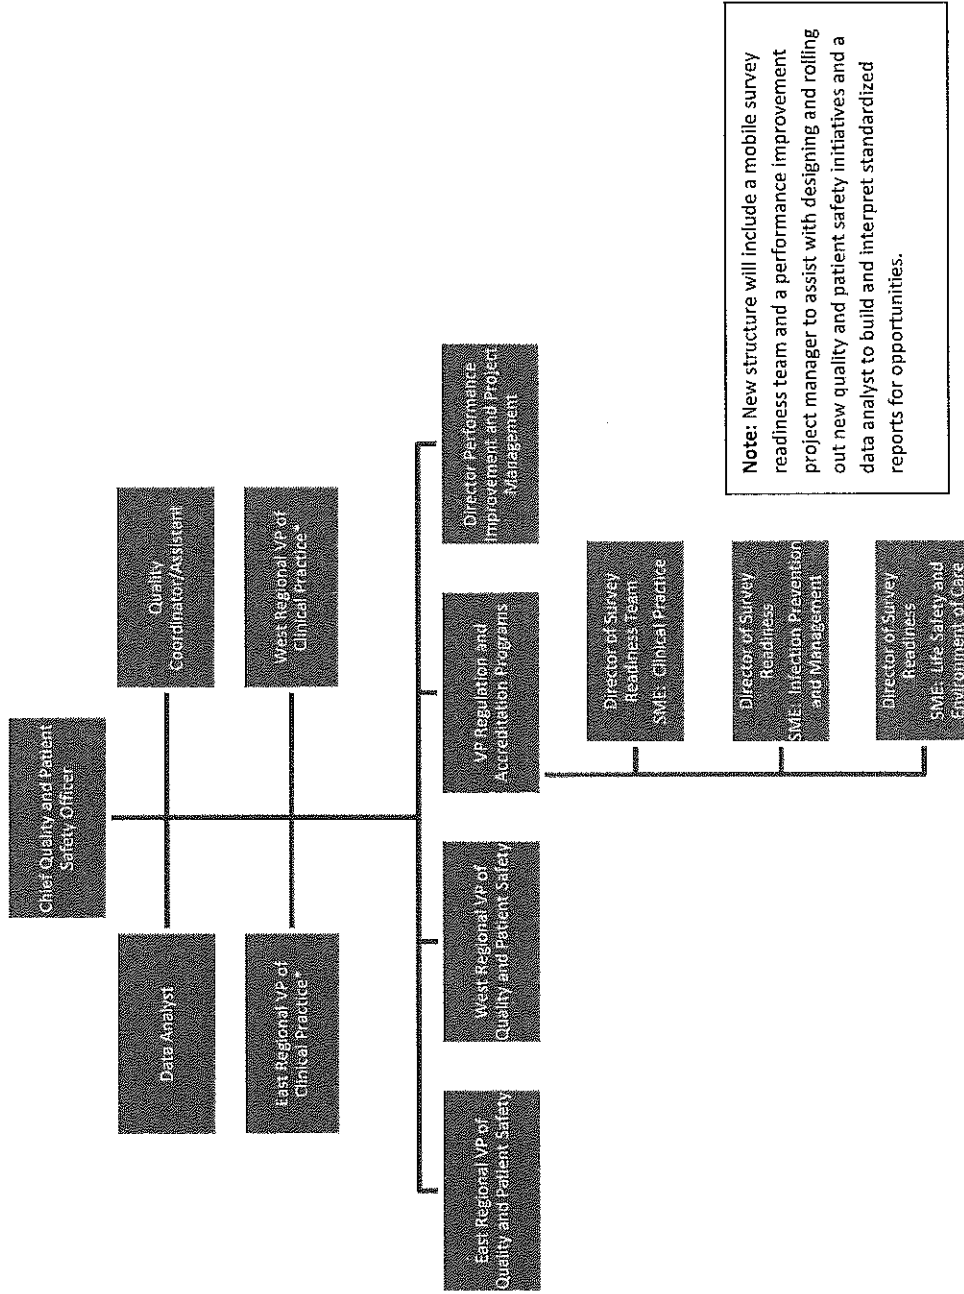 Chief Quality and Patient
Safety Officer
Data Analyst
Quality
Coordinator/Assistant
East Regional VP of
Clinical Practice*
West Regional VP of
Clinical Practice*
East Regional VP of
Quality and Patient Safety
West Regional VP of
Quality and Patient Safety
VP Regulation and
Accreditation Programs
Director Performance
Improvement and Project
Management
Director of Survey
Readiness Team
SME: Clinical Practice
Director of Survey
Readiness
SME: Infection Prevention
and Management
Director of Survey
Readiness
SME: Life Safety and
Environment of Care
Note: New structure will include a mobile survey
readiness team and a performance improvement
project manager to assist with designing and rolling
out new quality and patient safety initiatives and a
data analyst to build and interpret standardized
reports for opportunities.